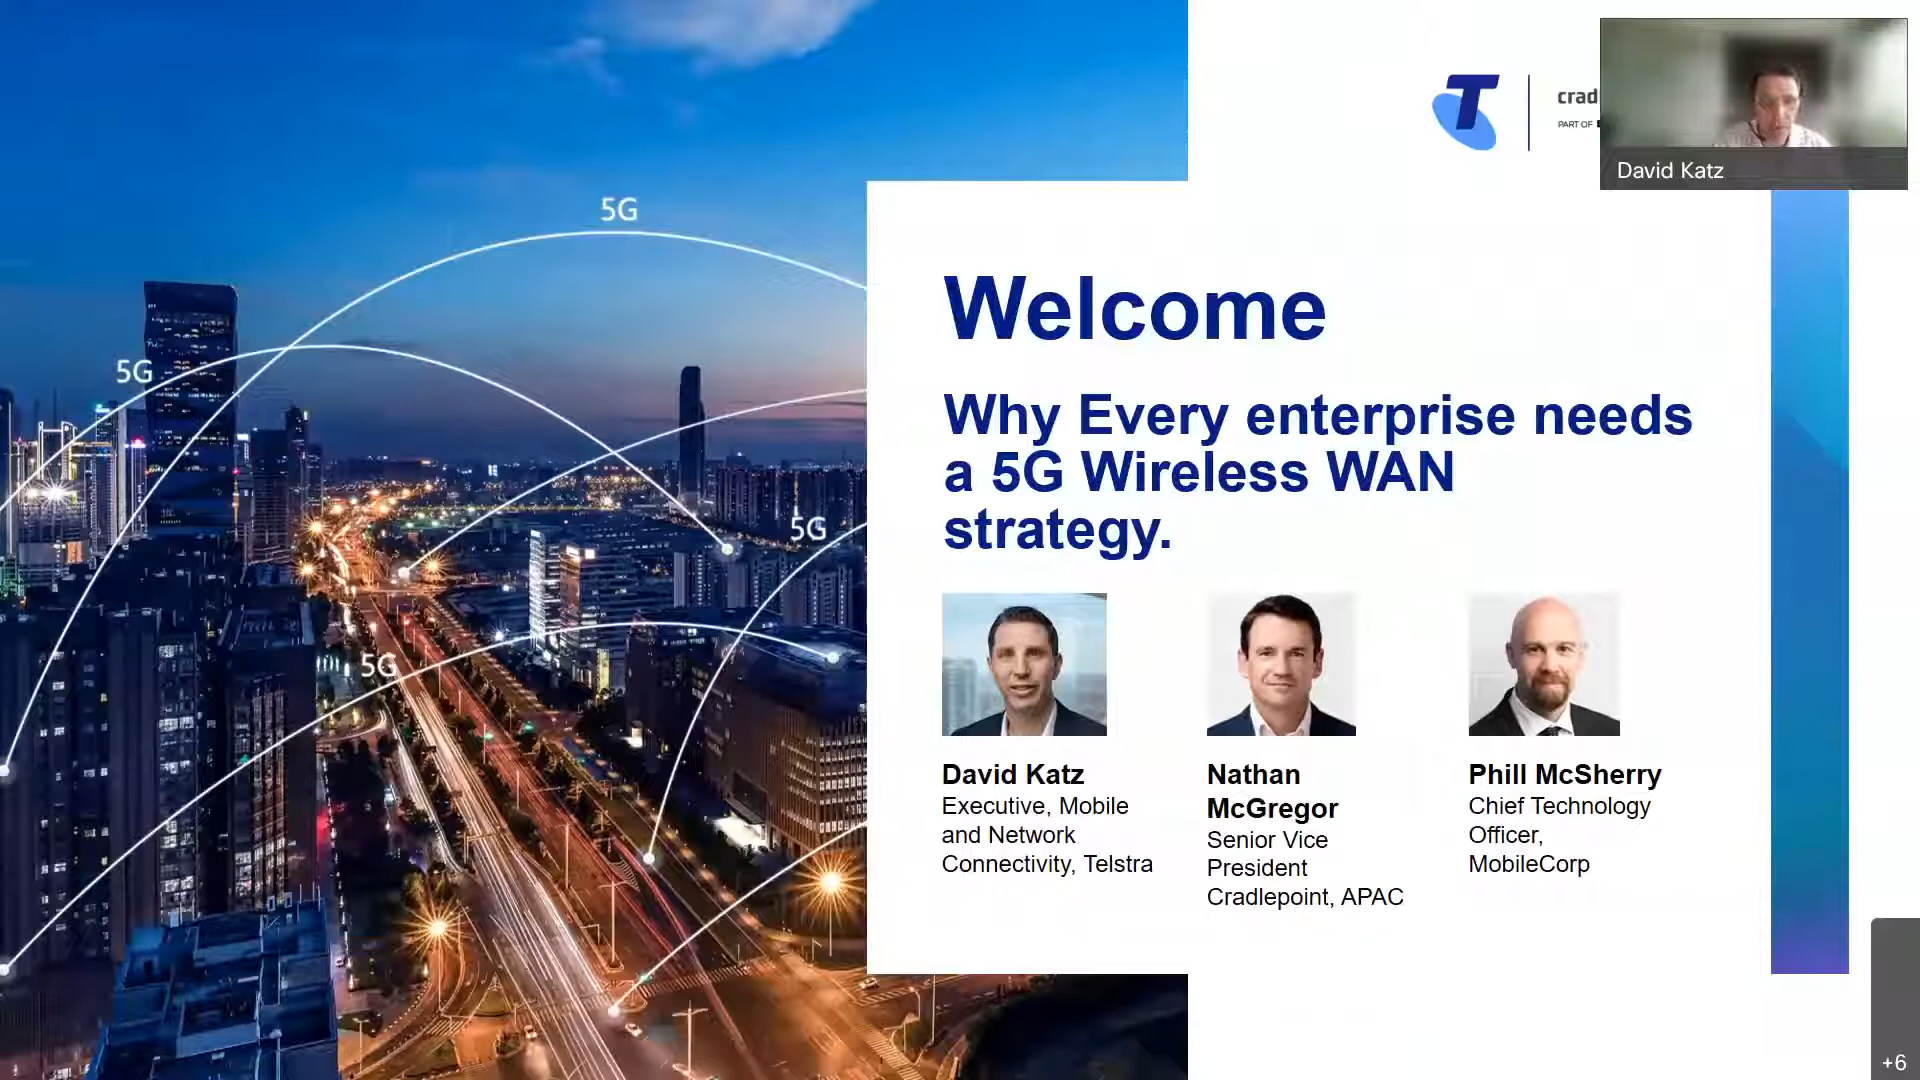 T
crad
PART OF
David Katz
5G
5G
5G
5G
Welcome
Why Every enterprise needs
a 5G Wireless WAN
strategy.
David Katz
Executive, Mobile
and Network
Connectivity, Telstra
Nathan
McGregor
Senior Vice
President
Cradlepoint, APAC
Phill McSherry
Chief Technology
Officer,
MobileCorp
+6